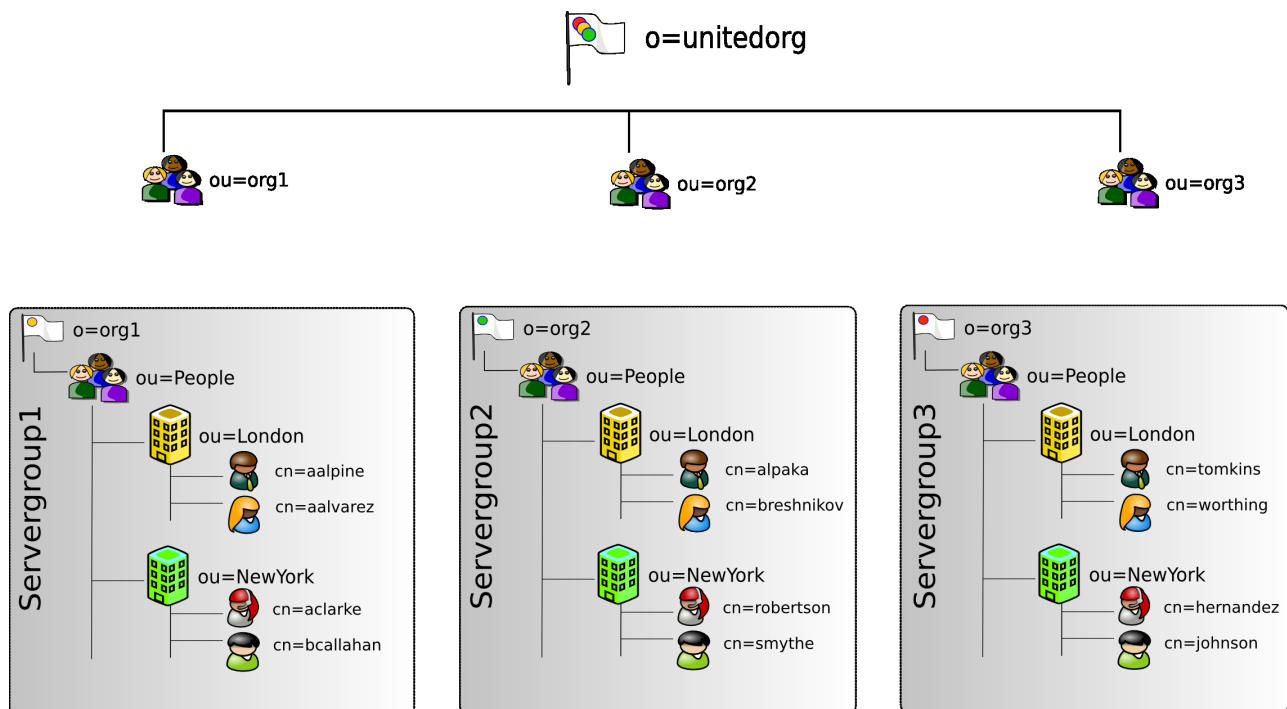 o=unitedorg
ou=org1
ou=org2
ou=org3
Servergroup1
o=org1
ou=People
ou=London
cn=aalpine
cn=aalvarez
ou=NewYork
cn=aclarke
cn=bcallahan
Servergroup2
o=org2
ou=People
ou=London
cn=alpaka
cn=breshnikov
ou=NewYork
cn=robertson
cn=smythe
Servergroup3
o=org3
ou=People
ou=London
cn=tomkins
cn=worthing
ou=NewYork
cn=hernandez
cn=johnson